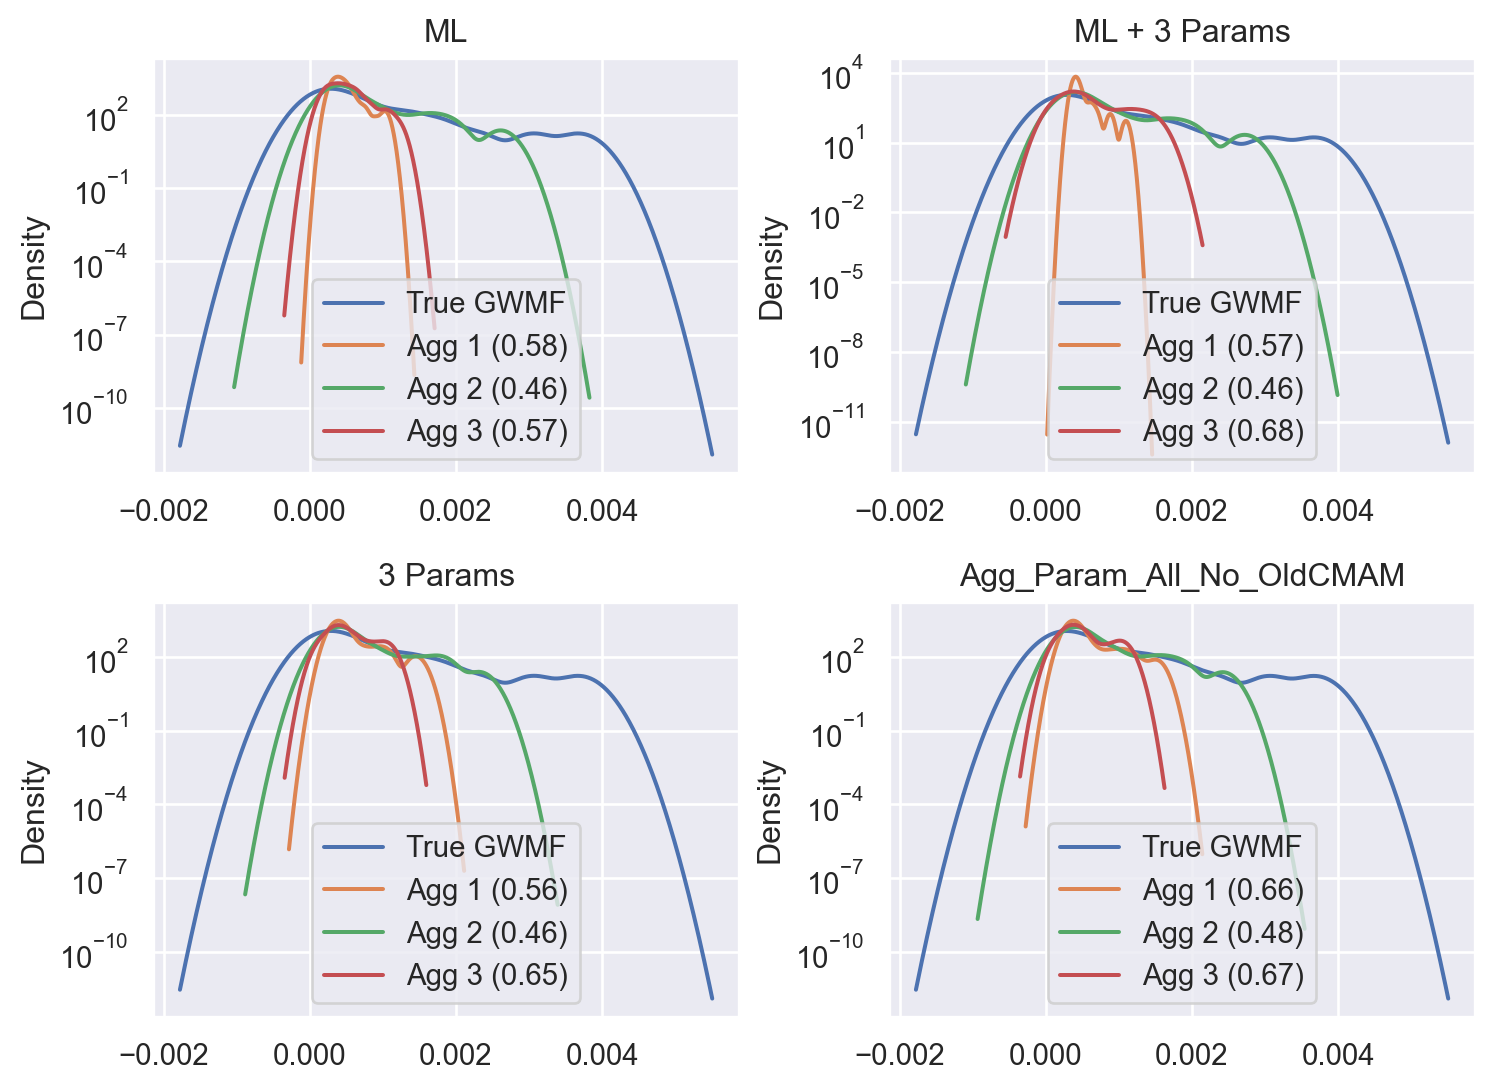 ML
Density
10^2
10^−1
10^−4
10^−7
10^−10
True GWMF
Agg 1 (0.58)
Agg 2 (0.46)
Agg 3 (0.57)
−0.002 0.000 0.002 0.004
ML + 3 Params
Density
10^4
10^1
10^−2
10^−5
10^−8
10^−11
True GWMF
Agg 1 (0.57)
Agg 2 (0.46)
Agg 3 (0.68)
−0.002 0.000 0.002 0.004
3 Params
Density
10^2
10^−1
10^−4
10^−7
10^−10
True GWMF
Agg 1 (0.56)
Agg 2 (0.46)
Agg 3 (0.65)
−0.002 0.000 0.002 0.004
Agg_Param_All_No_OldCMAM
Density
10^2
10^−1
10^−4
10^−7
10^−10
True GWMF
Agg 1 (0.66)
Agg 2 (0.48)
Agg 3 (0.67)
−0.002 0.000 0.002 0.004